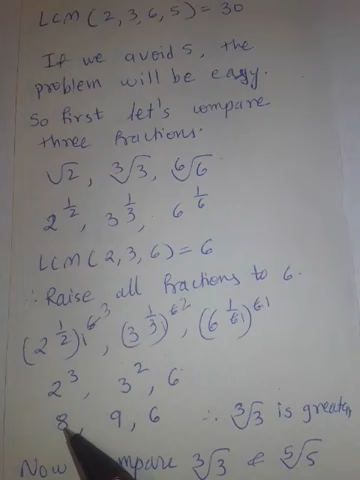 LCM(2,3,6,5) = 30
If we avoid 5, the
problem will be easy.
So first let's compare
three fractions.
√2, ∛3, ⁶√6
2^(1/2), 3^(1/3), 6^(1/6)
LCM(2,3,6) = 6
∴ Raise all fractions to 6.
(2^(1/2))^6 3, (3^(1/3))^6 2, (6^(1/6))^6 1
2^3, 3^2, 6
8, 9, 6 ∴ ∛3 is greater
Now ∛3 & ⁵√5